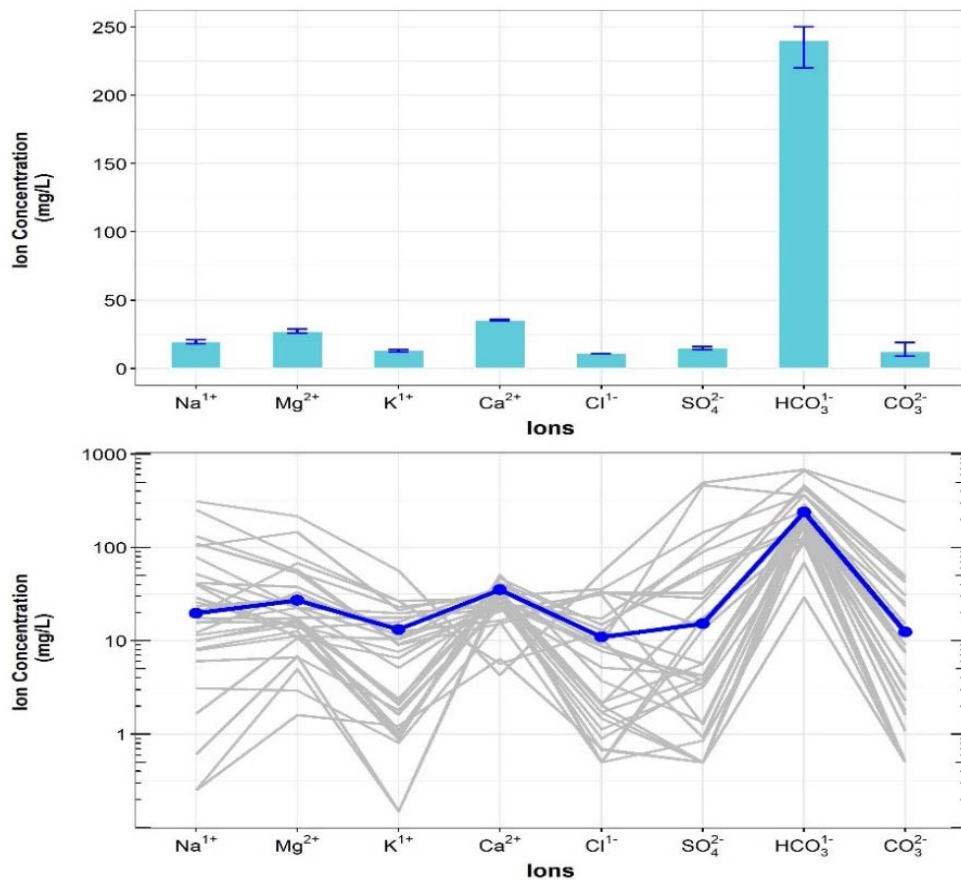 Ion Concentration
(mg/L)
250
200
150
100
50
0
Na¹⁺ Mg²⁺ K¹⁺ Ca²⁺ Cl¹⁻ SO₄²⁻ HCO₃¹⁻ CO₃²⁻
Ions
Ion Concentration
(mg/L)
1000
100
10
1
Na¹⁺ Mg²⁺ K¹⁺ Ca²⁺ Cl¹⁻ SO₄²⁻ HCO₃¹⁻ CO₃²⁻
Ions